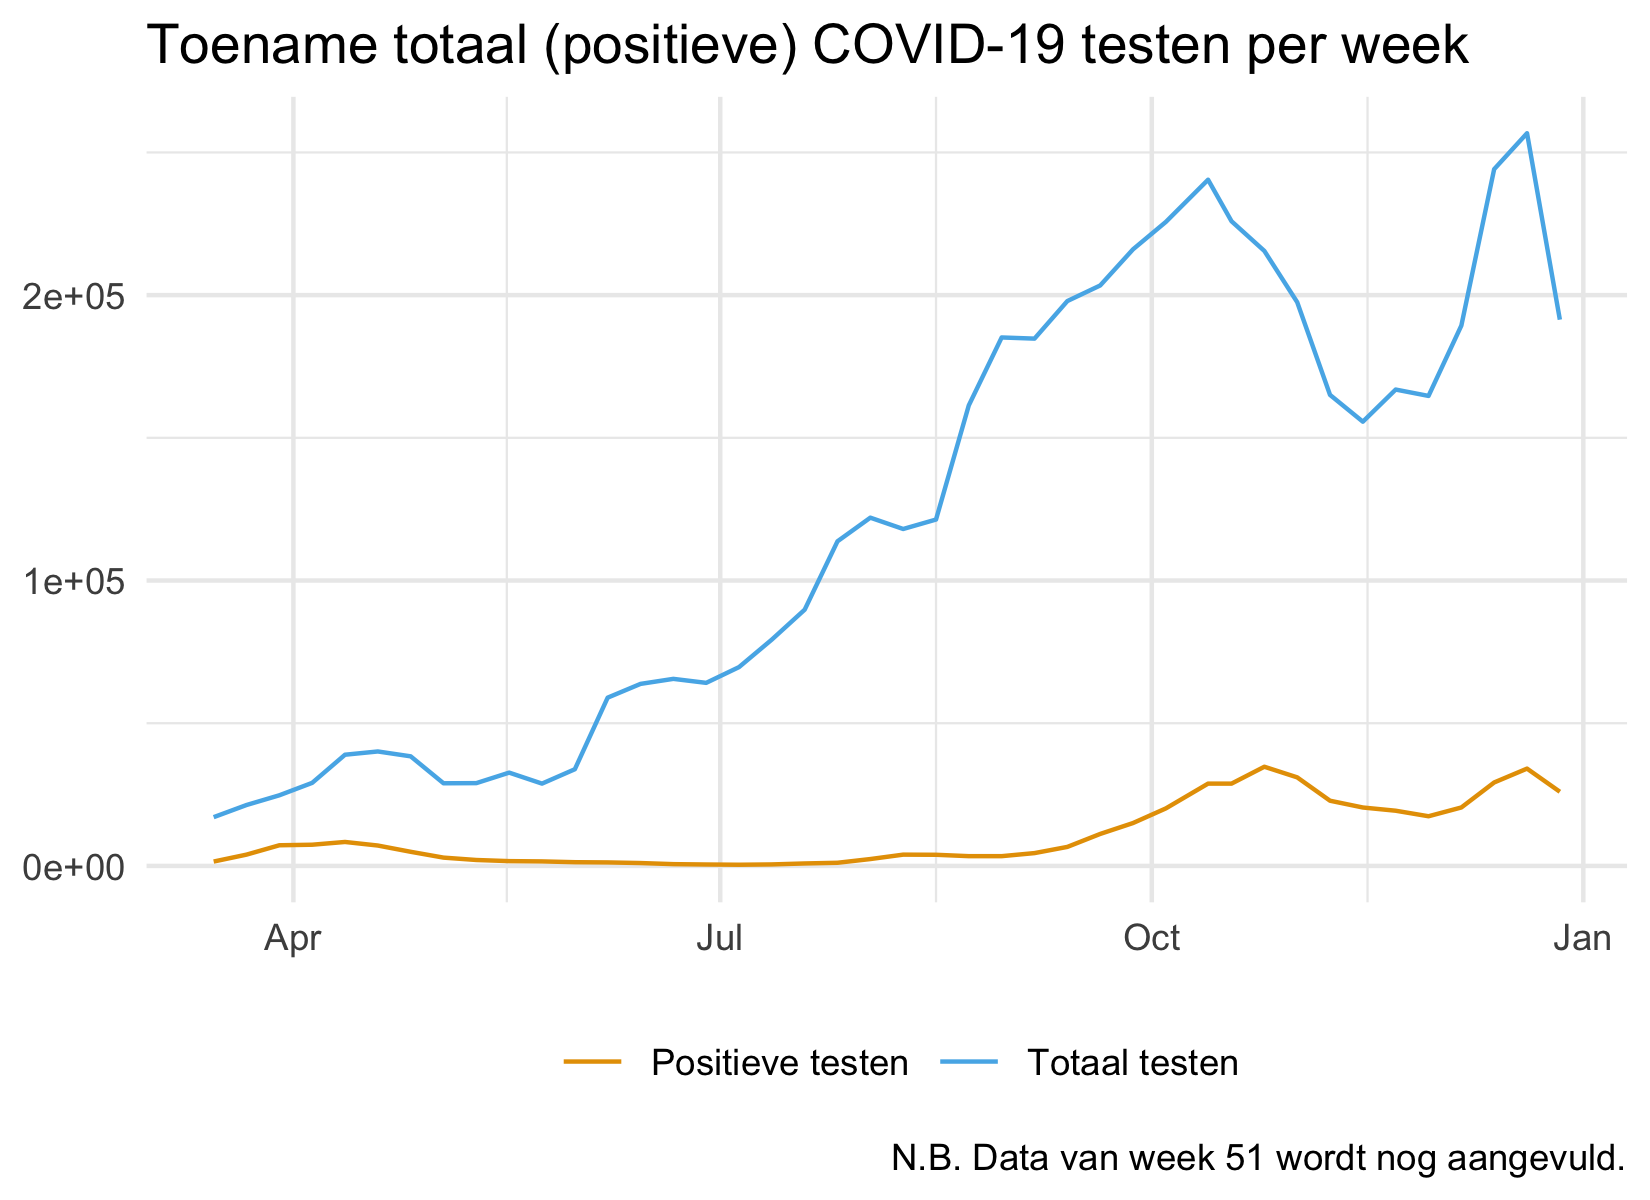 Toename totaal (positieve) COVID-19 testen per week
2e+05
1e+05
0e+00
Apr Jul Oct Jan
Positieve testen Totaal testen
N.B. Data van week 51 wordt nog aangevuld.